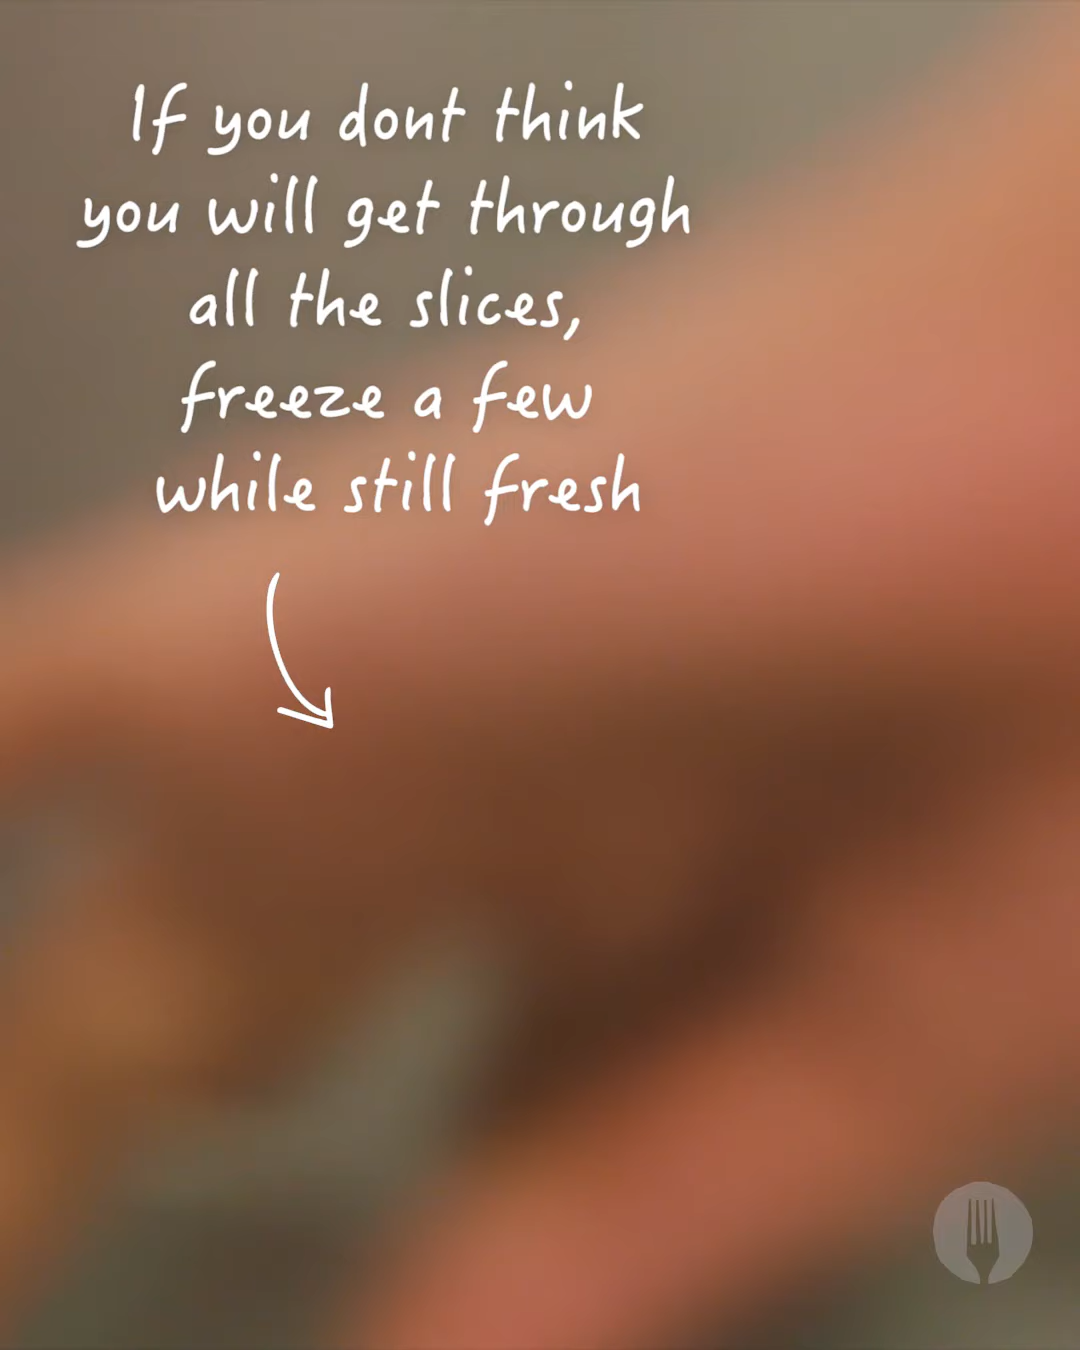 If you dont think
you will get through
all the slices,
freeze a few
while still fresh